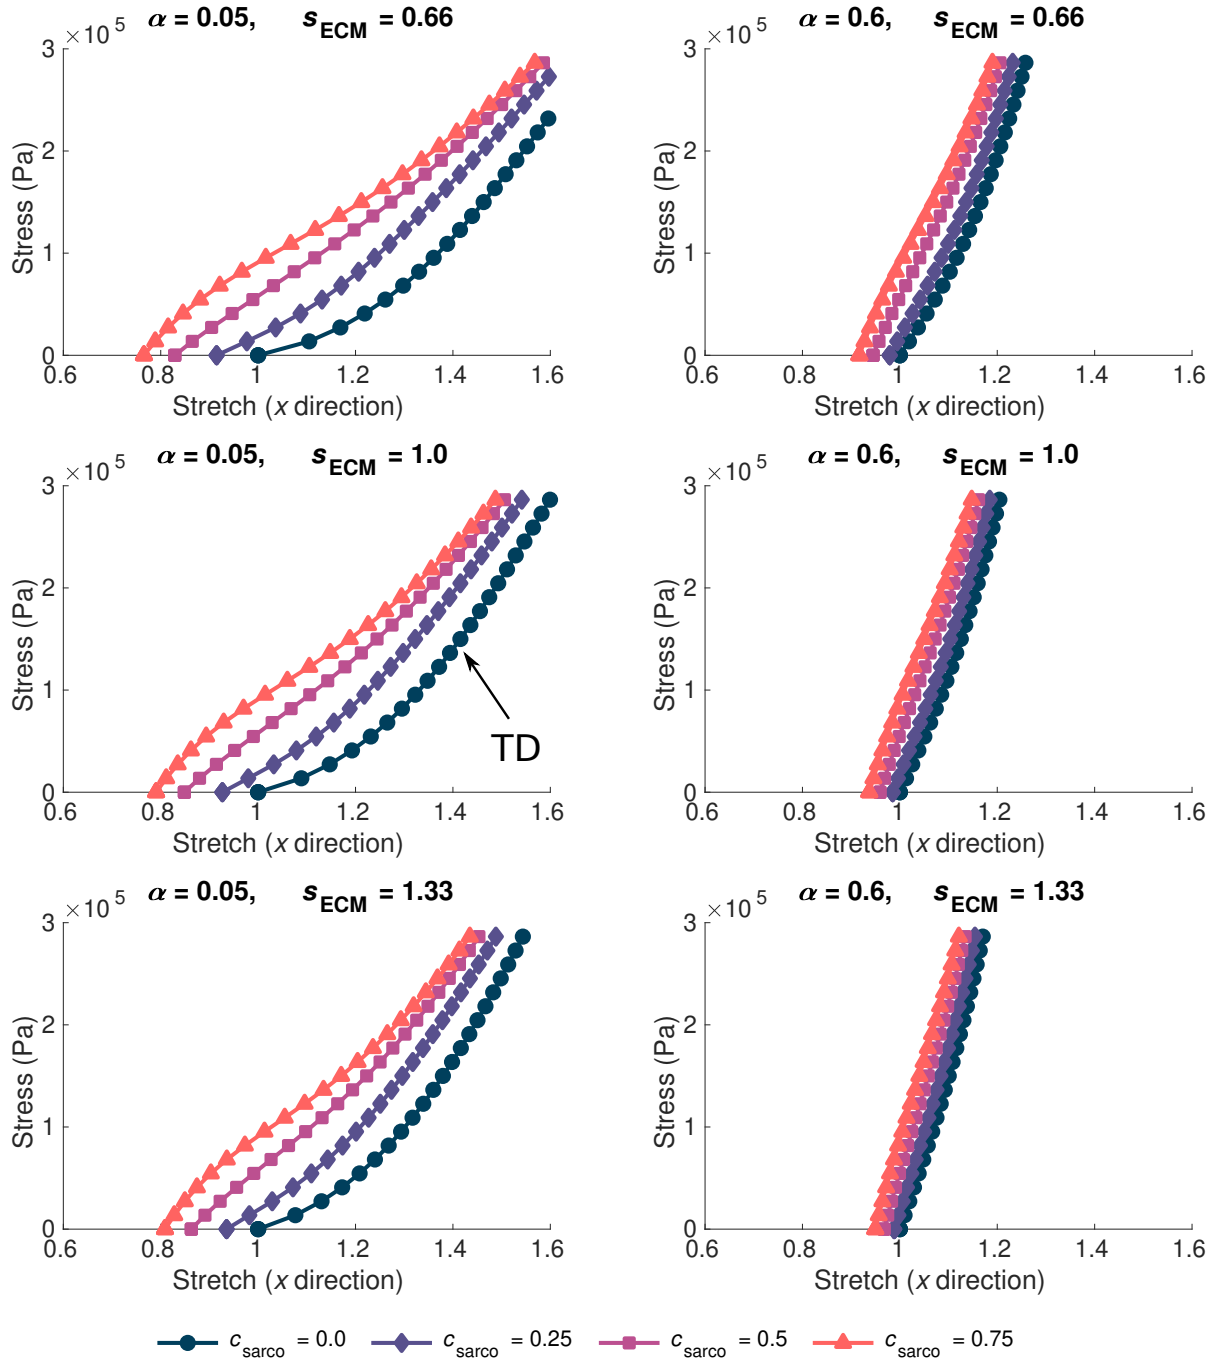 α = 0.05, s_ECM = 0.66
×10^5
3
2
1
0
Stress (Pa)
0.6 0.8 1 1.2 1.4 1.6
Stretch (x direction)
α = 0.6, s_ECM = 0.66
×10^5
3
2
1
0
Stress (Pa)
0.6 0.8 1 1.2 1.4 1.6
Stretch (x direction)
α = 0.05, s_ECM = 1.0
×10^5
3
2
1
0
Stress (Pa)
TD
0.6 0.8 1 1.2 1.4 1.6
Stretch (x direction)
α = 0.6, s_ECM = 1.0
×10^5
3
2
1
0
Stress (Pa)
0.6 0.8 1 1.2 1.4 1.6
Stretch (x direction)
α = 0.05, s_ECM = 1.33
×10^5
3
2
1
0
Stress (Pa)
0.6 0.8 1 1.2 1.4 1.6
Stretch (x direction)
α = 0.6, s_ECM = 1.33
×10^5
3
2
1
0
Stress (Pa)
0.6 0.8 1 1.2 1.4 1.6
Stretch (x direction)
c_sarco = 0.0 c_sarco = 0.25 c_sarco = 0.5 c_sarco = 0.75